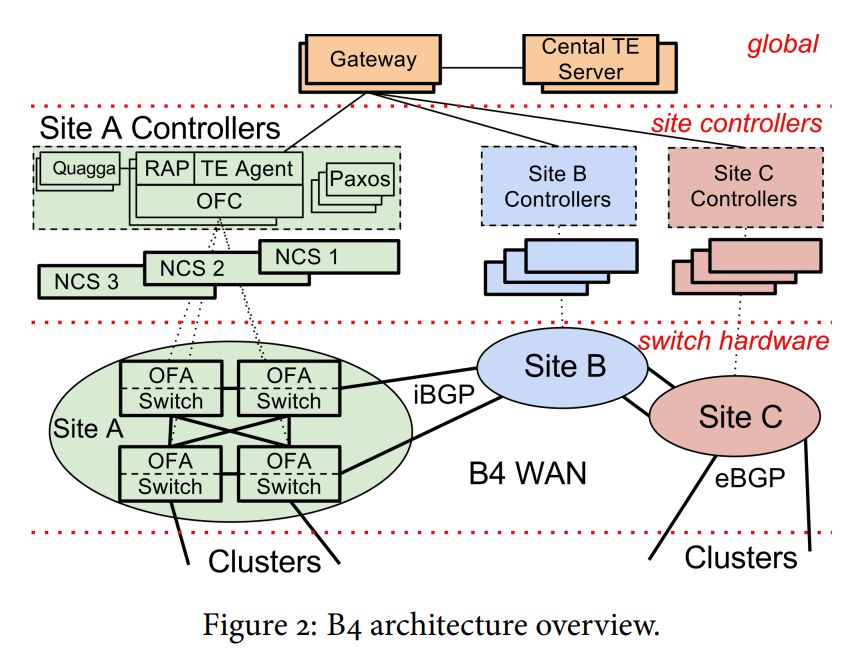 global
Gateway
Cental TE
Server
Site A Controllers
site controllers
Quagga
RAP
TE Agent
Paxos
OFC
Site B
Controllers
Site C
Controllers
NCS 1
NCS 2
NCS 3
switch hardware
OFA
Switch
OFA
Switch
Site A
OFA
Switch
OFA
Switch
iBGP
Site B
Site C
B4 WAN
eBGP
Clusters
Clusters
Figure 2: B4 architecture overview.